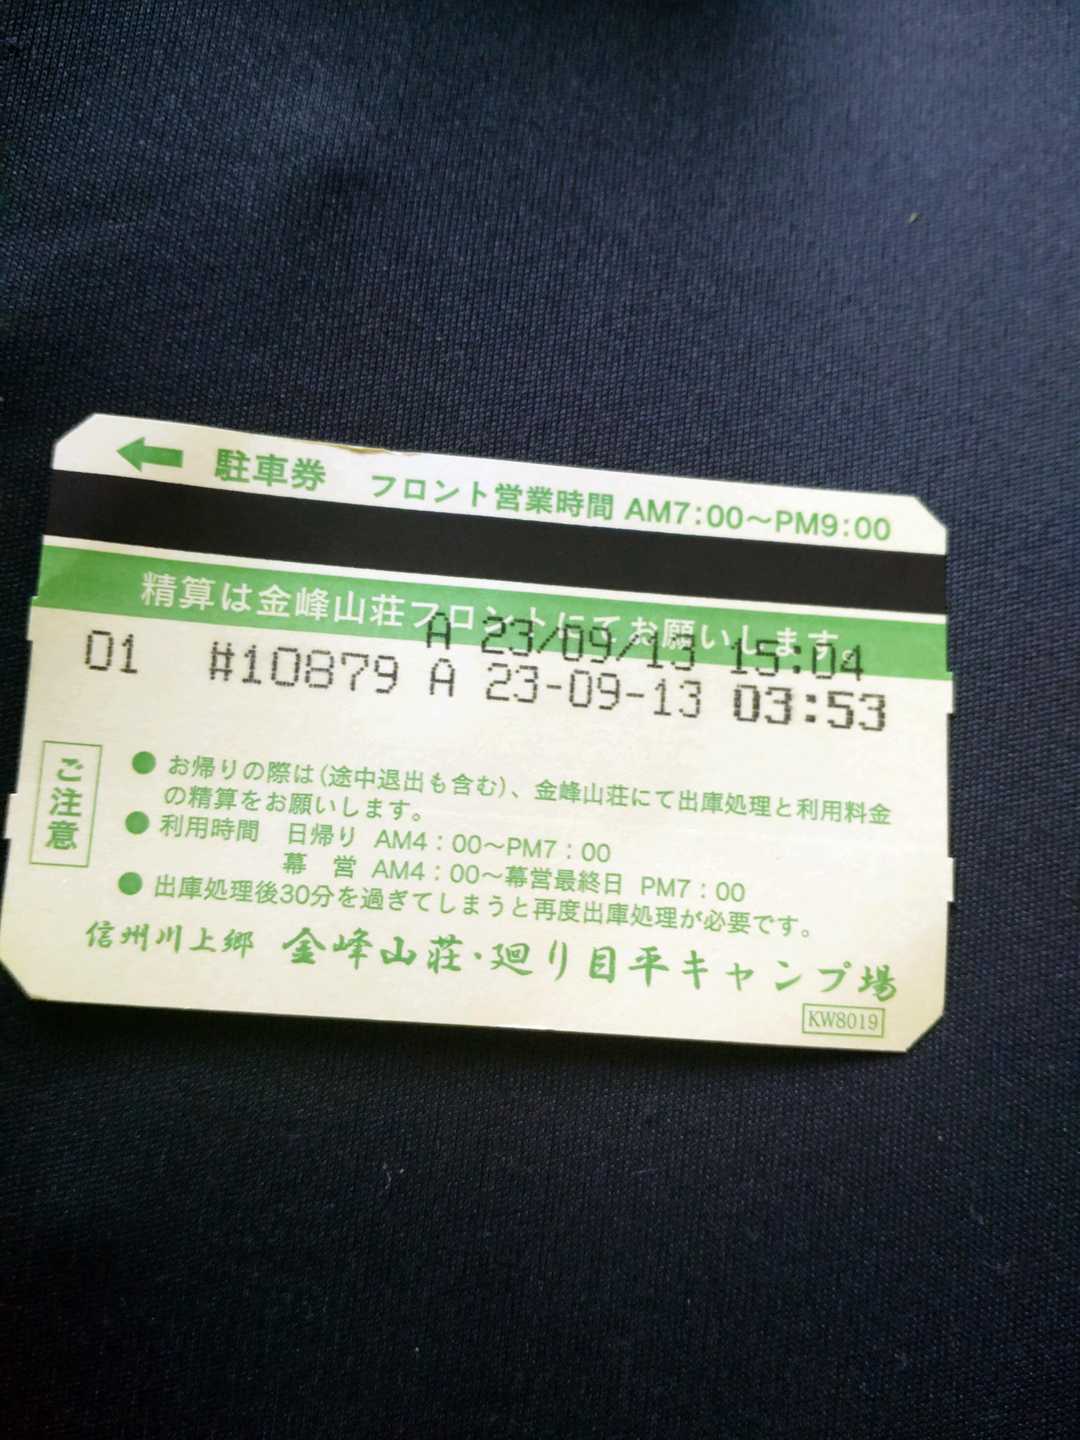 駐車券 フロント営業時間 AM7:00～PM9:00
精算は金峰山荘フロントにてお願いします。
A 23/09/13 15:04
01 #10879 A 23-09-13 03:53
ご注意
●お帰りの際は(途中退出も含む)、金峰山荘にて出庫処理と利用料金
の精算をお願いします。
●利用時間 日帰り AM4:00～PM7:00
幕 営 AM4:00～幕営最終日 PM7:00
●出庫処理後30分を過ぎてしまうと再度出庫処理が必要です。
信州川上郷 金峰山荘・廻り目平キャンプ場
KW8019